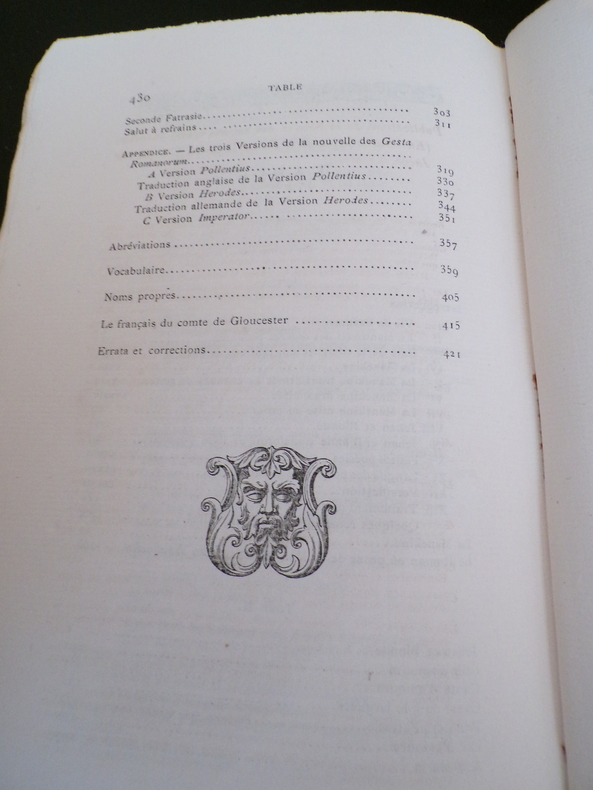 430 TABLE
Seconde Fatrasie........ 303
Salut à refrains........ 311
APPENDICE. — Les trois Versions de la nouvelle des Gesta
Romanorum........
A Version Pollentius........ 319
Traduction anglaise de la Version Pollentius........ 330
B Version Herodes........ 337
Traduction allemande de la Version Herodes........ 344
C Version Imperator........ 351
Abréviations........ 357
Vocabulaire........ 359
Noms propres........ 405
Le français du comte de Gloucester........ 415
Errata et corrections........ 421